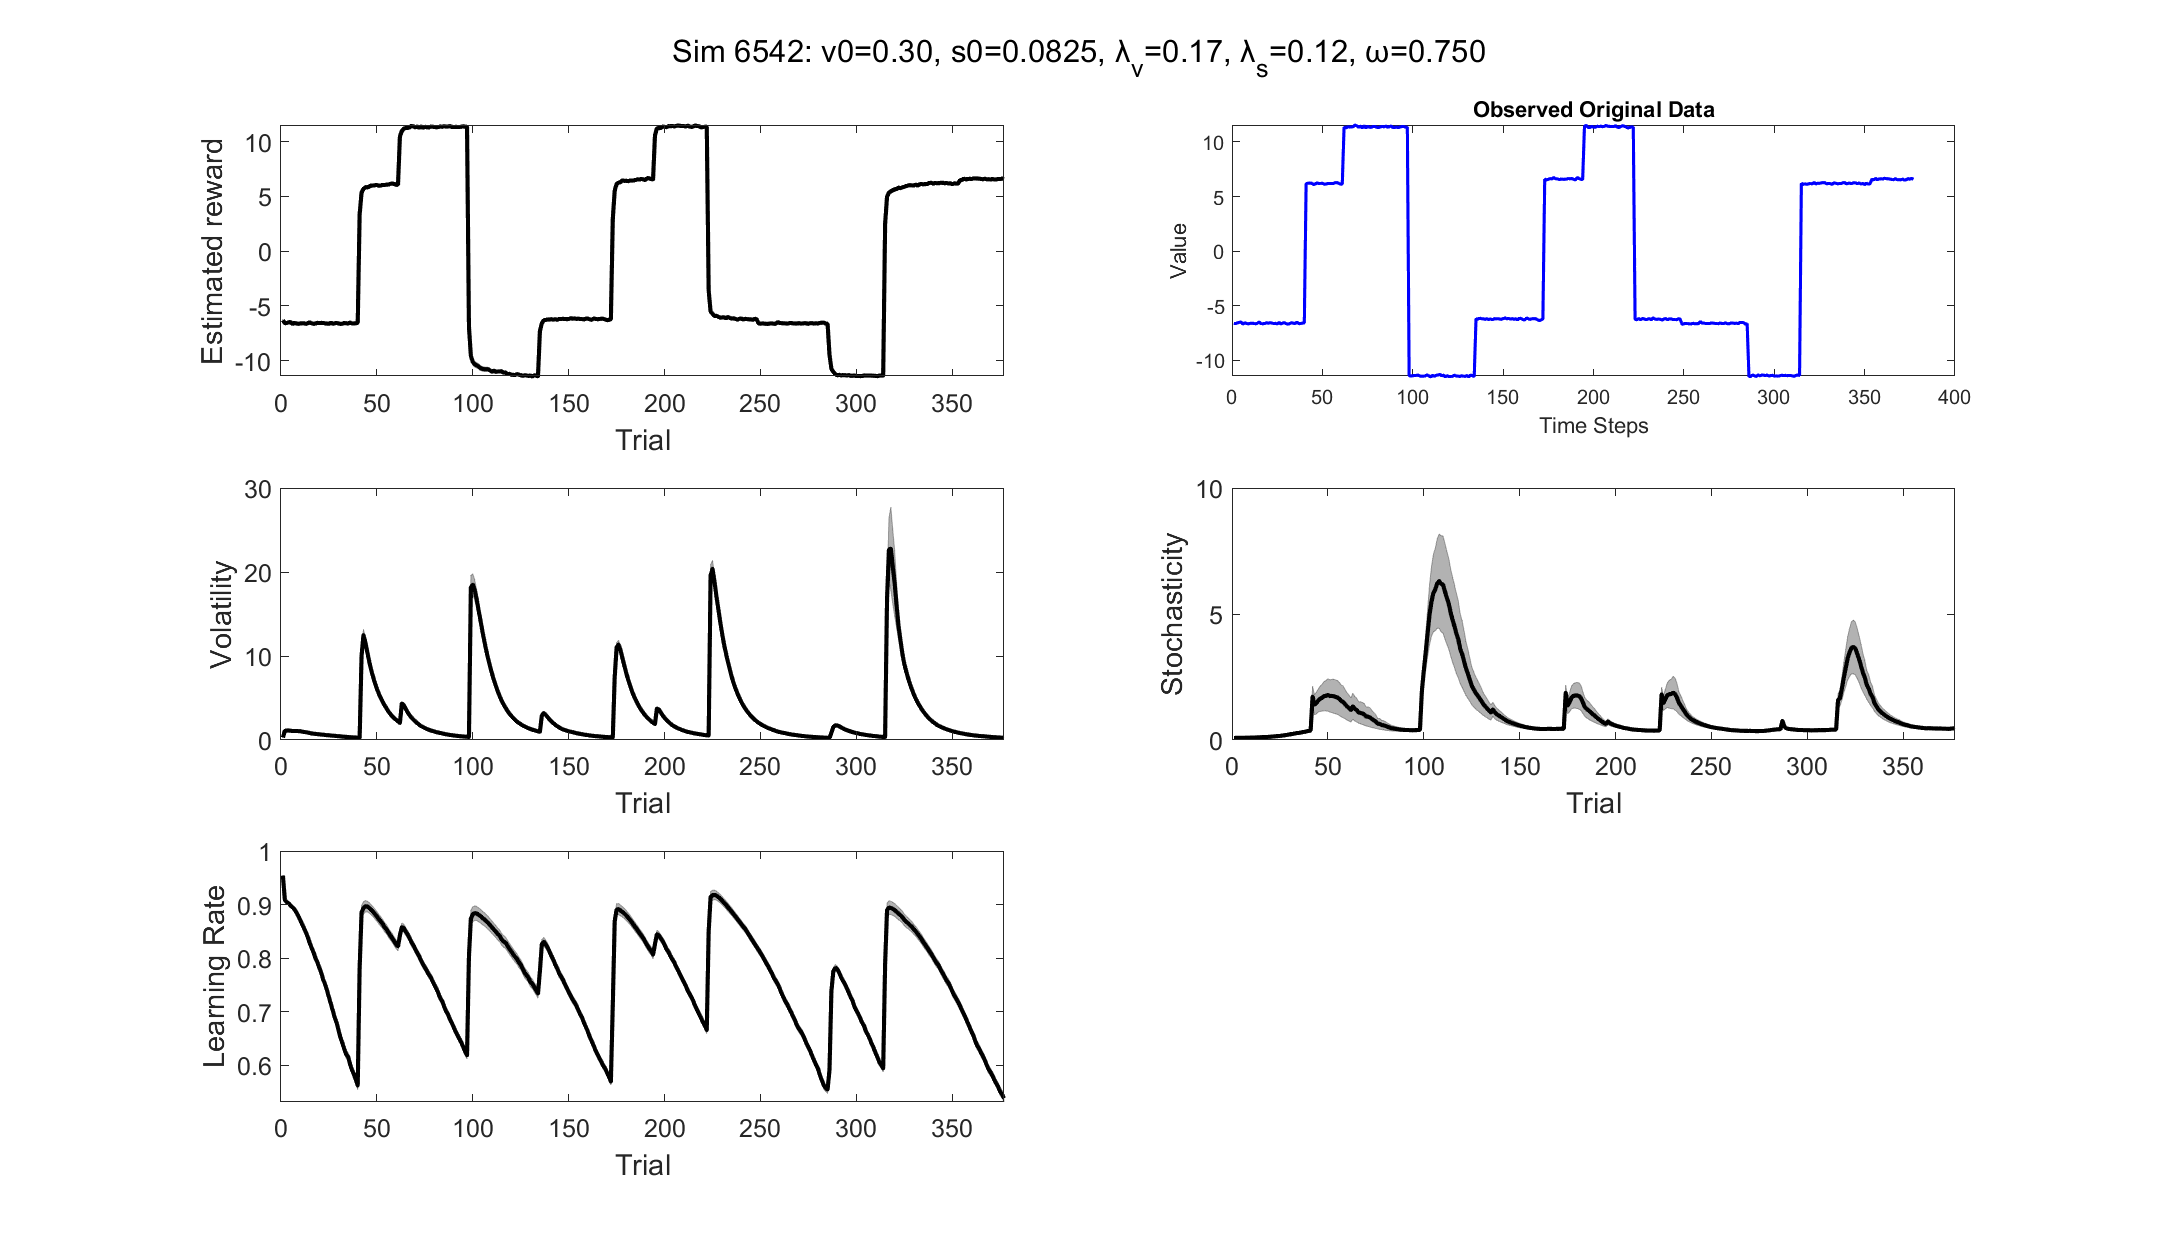 Sim 6542: v0=0.30, s0=0.0825, λ_v=0.17, λ_s=0.12, ω=0.750
Estimated reward
10
5
0
-5
-10
0 50 100 150 200 250 300 350
Trial
Observed Original Data
Value
10
5
0
-5
-10
0 50 100 150 200 250 300 350 400
Time Steps
Volatility
30
20
10
0
0 50 100 150 200 250 300 350
Trial
Stochasticity
10
5
0
0 50 100 150 200 250 300 350
Trial
Learning Rate
1
0.9
0.8
0.7
0.6
0 50 100 150 200 250 300 350
Trial